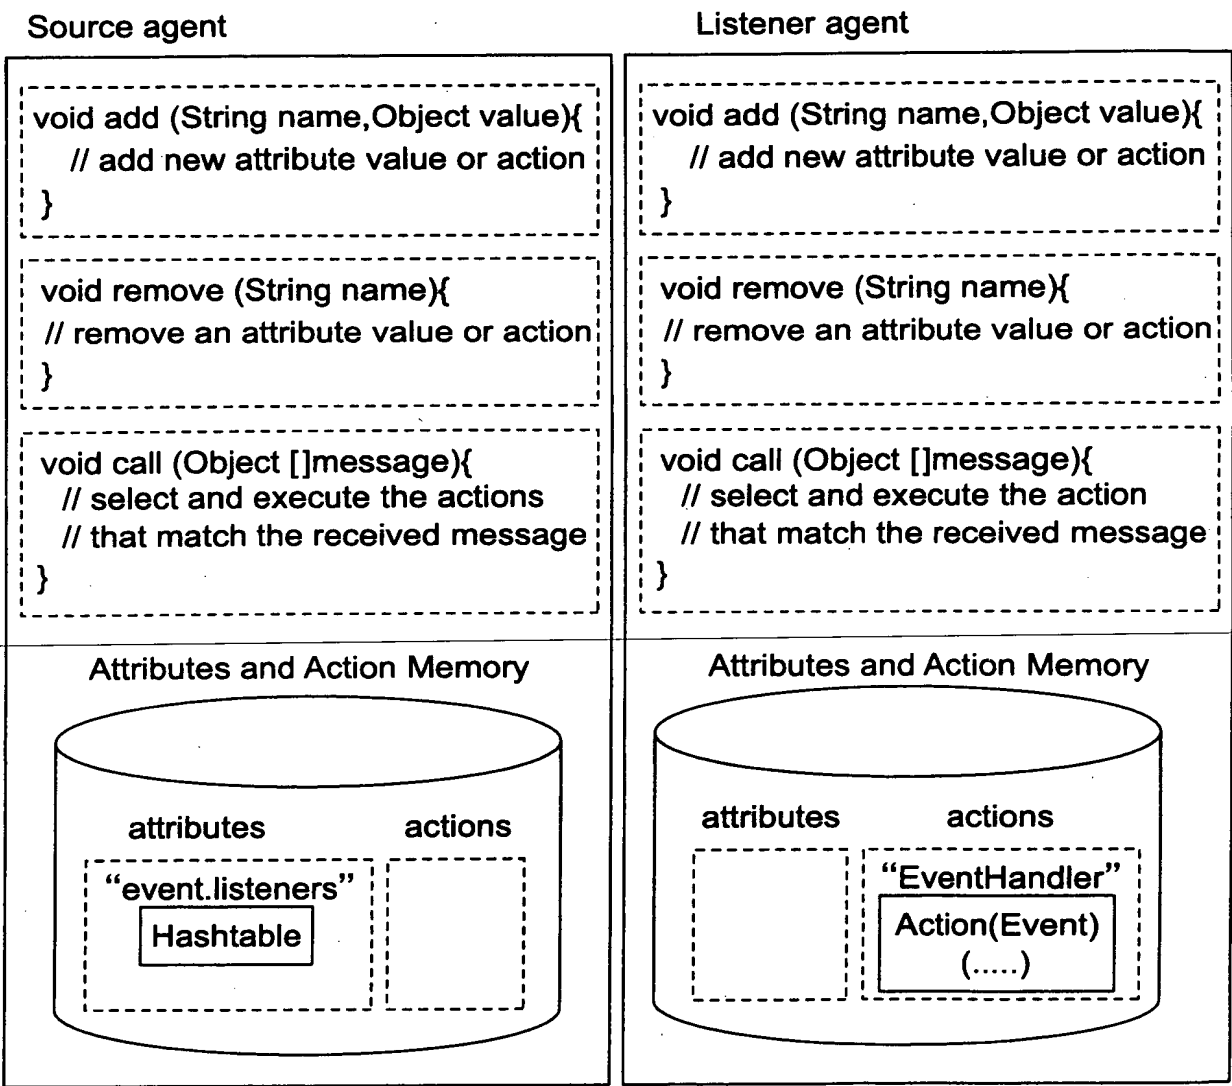 Source agent
void add (String name,Object value){
// add new attribute value or action
}
void remove (String name){
// remove an attribute value or action
}
void call (Object []message){
// select and execute the actions
// that match the received message
}
Attributes and Action Memory
attributes actions
“event.listeners”
Hashtable
Listener agent
void add (String name,Object value){
// add new attribute value or action
}
void remove (String name){
// remove an attribute value or action
}
void call (Object []message){
// select and execute the action
// that match the received message
}
Attributes and Action Memory
attributes actions
“EventHandler”
Action(Event)
(.....)